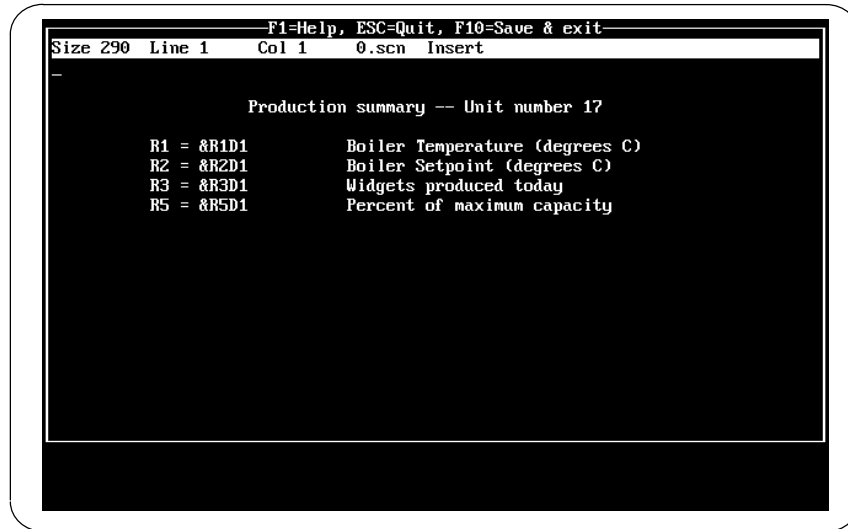 F1=Help, ESC=Quit, F10=Save & exit
Size 290 Line 1 Col 1 0.scn Insert
Production summary -- Unit number 17
R1 = &R1D1 Boiler Temperature (degrees C)
R2 = &R2D1 Boiler Setpoint (degrees C)
R3 = &R3D1 Widgets produced today
R5 = &R5D1 Percent of maximum capacity